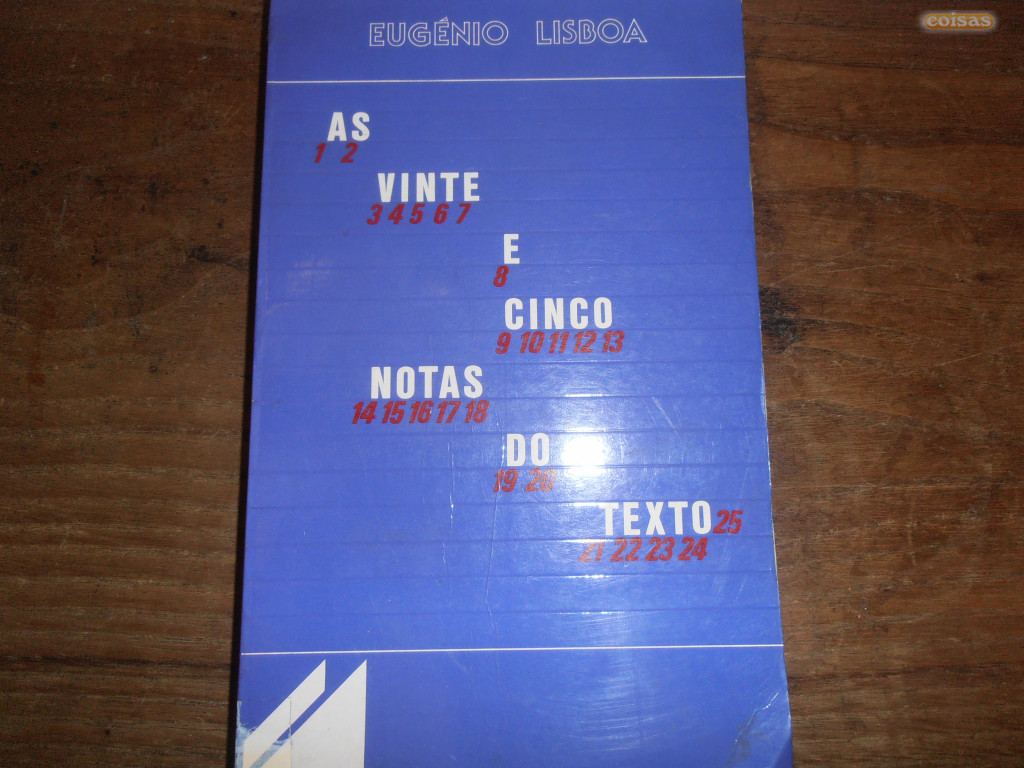 coisas
EUGÉNIO LISBOA
AS
1 2
VINTE
3 4 5 6 7
E
8
CINCO
9 10 11 12 13
NOTAS
14 15 16 17 18
DO
19 20
TEXTO 25
21 22 23 24